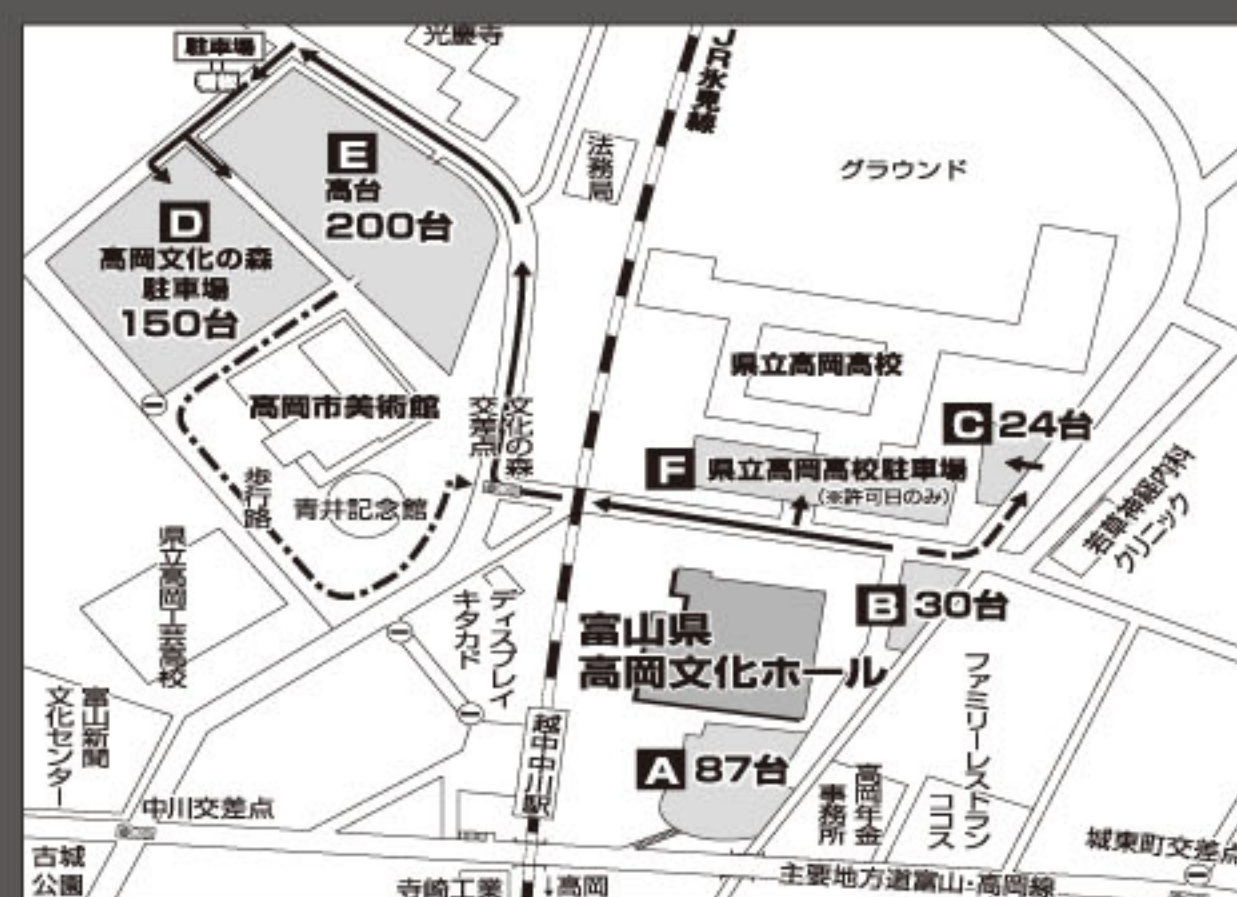 駐車場
光慶寺
JR氷見線
法務局
グラウンド
E
高台
200台
D
高岡文化の森
駐車場
150台
県立高岡高校
高岡市美術館
文化の森
交差点
C 24台
F 県立高岡高校駐車場
(※許可日のみ)
若草神経内科
クリニック
歩行路
青井記念館
県立高岡工芸高校
ディスプレイ
キタカド
富山県
高岡文化ホール
B 30台
ファミリーレストラン
ココス
富山新聞
文化センター
越中中川駅
A 87台
高岡年金
事務所
中川交差点
城東町交差点
古城
公園
寺崎工業
↓高岡
主要地方道富山・高岡線